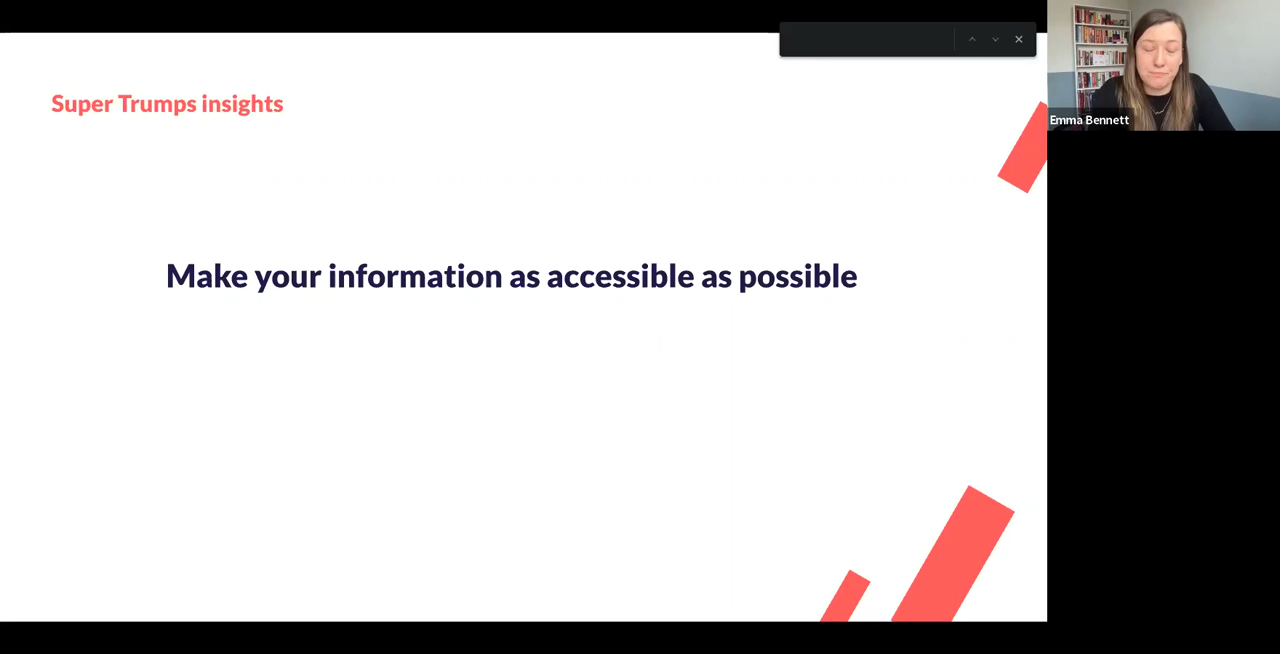 Super Trumps insights
Emma Bennett
Make your information as accessible as possible